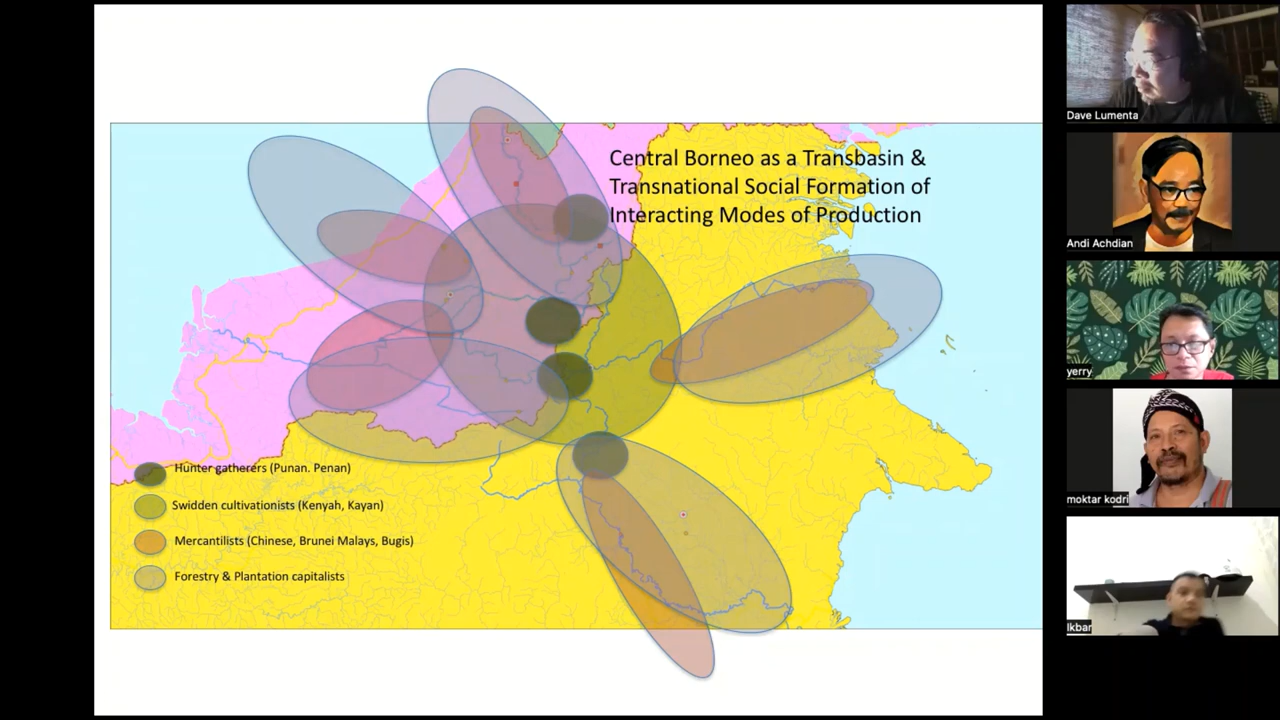 Central Borneo as a Transbasin &
Transnational Social Formation of
Interacting Modes of Production
Hunter gatherers (Punan. Penan)
Swidden cultivationists (Kenyah, Kayan)
Mercantilists (Chinese, Brunei Malays, Bugis)
Forestry & Plantation capitalists
Dave Lumenta
Andi Achdian
yerry
moktar kodri
Ikbar